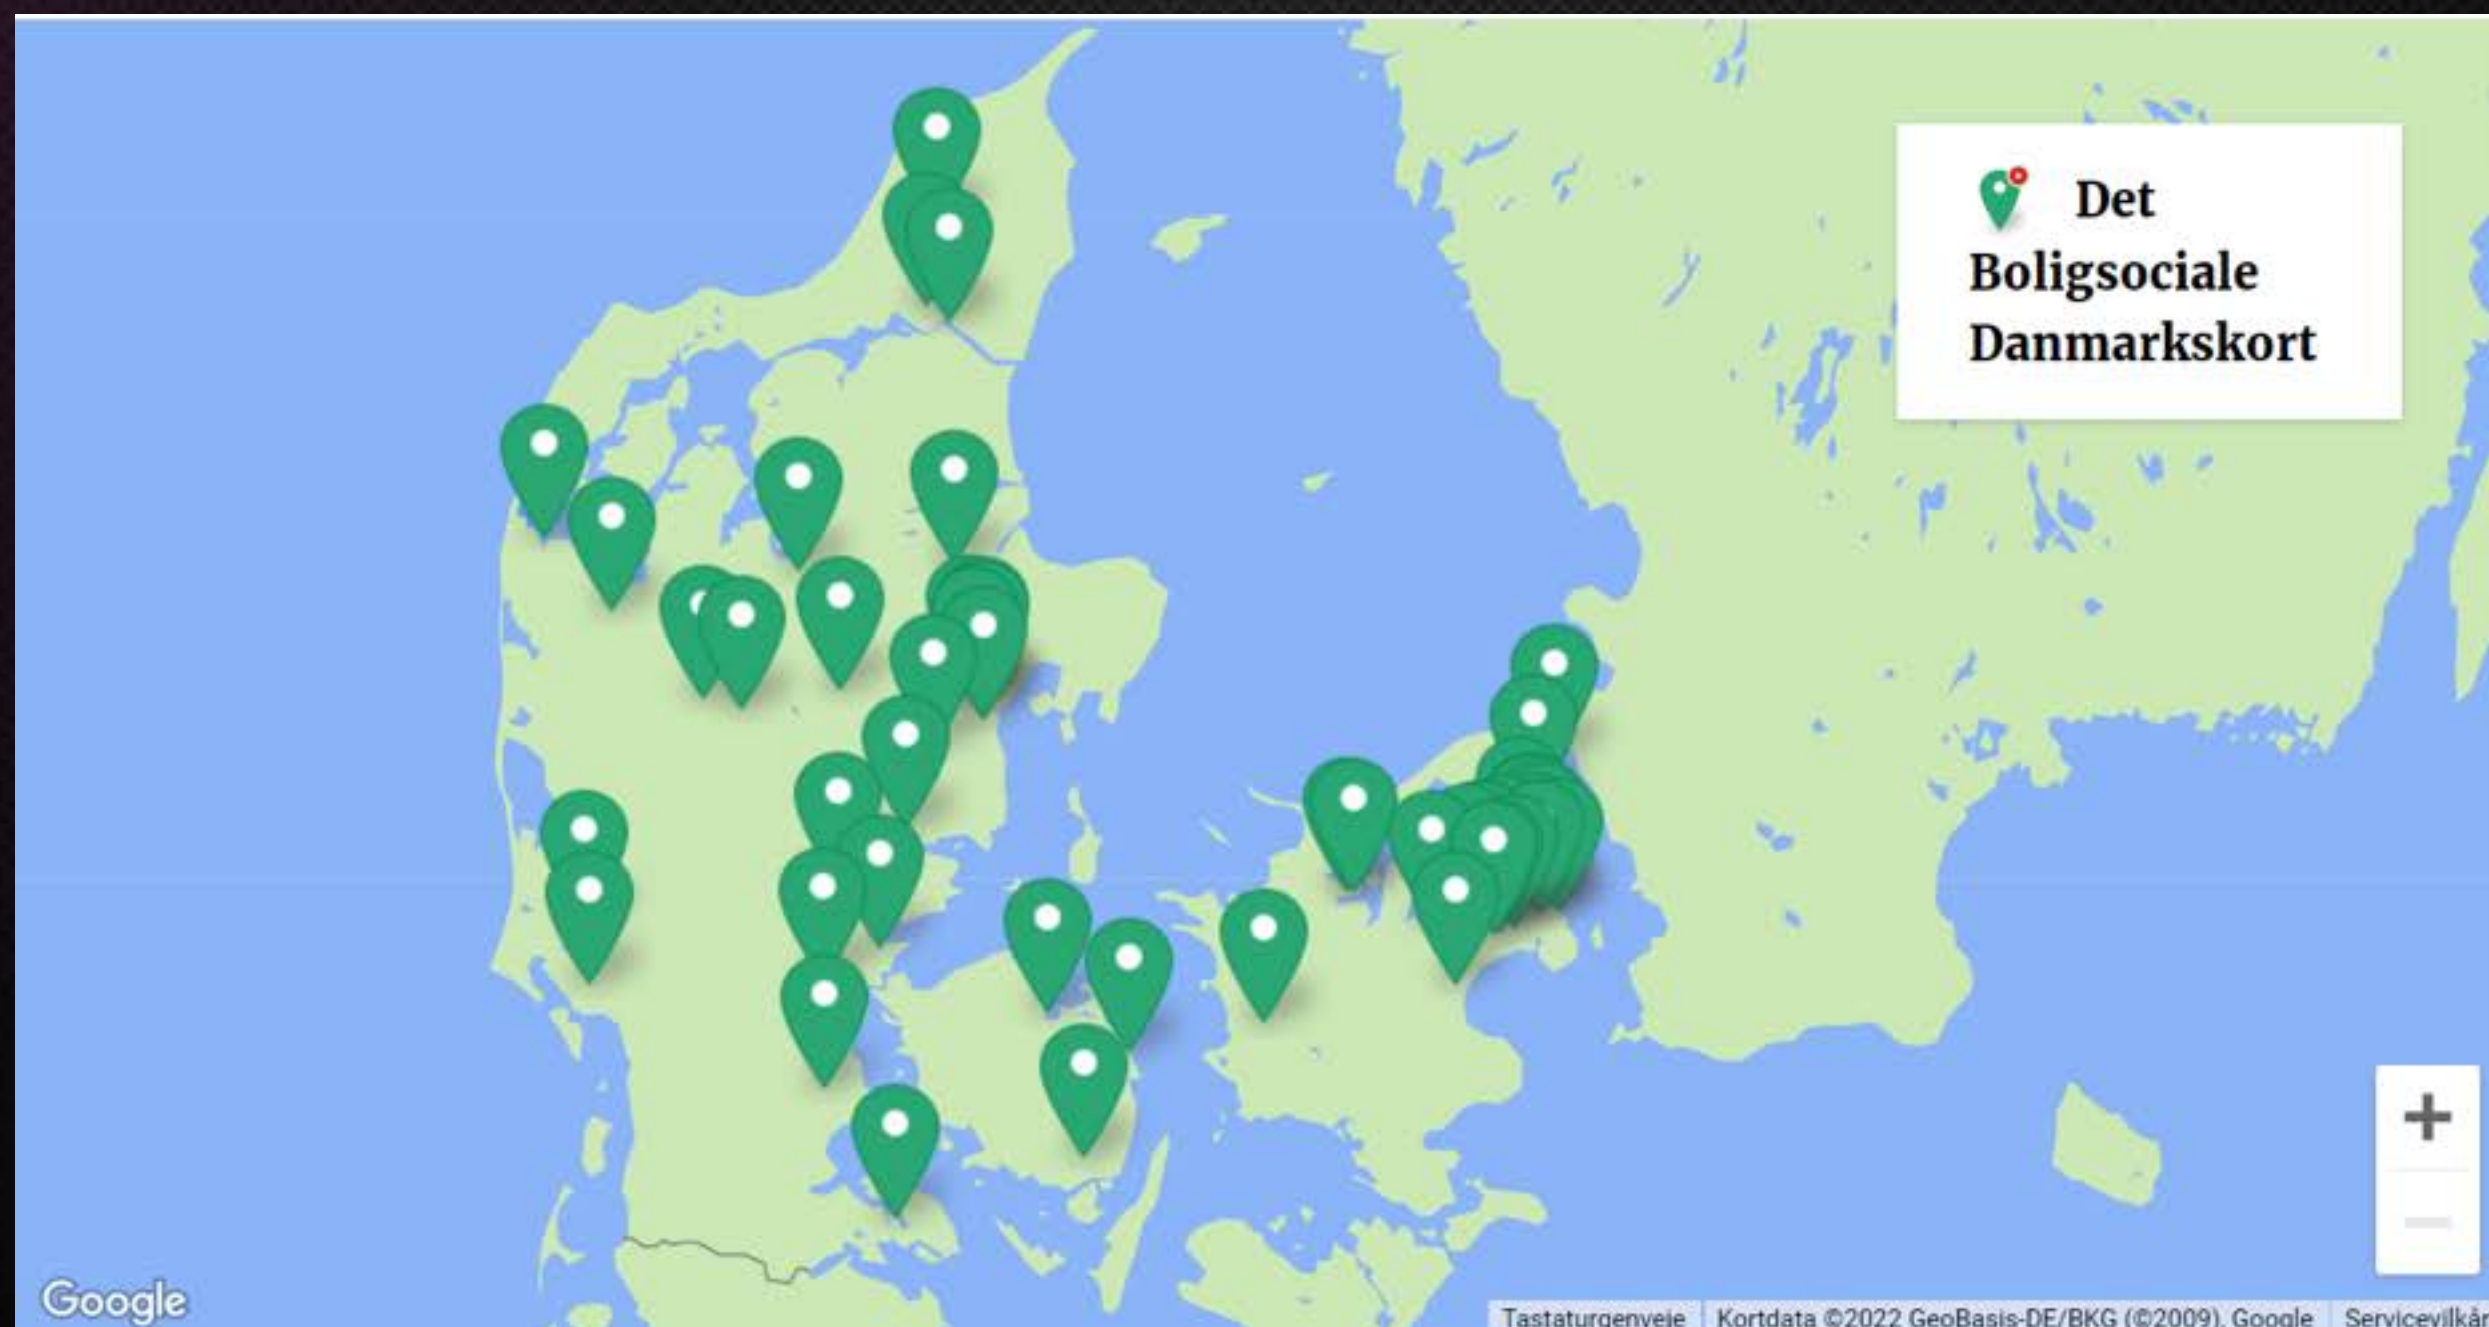 Det
Boligsociale
Danmarkskort
Google
Tastaturgenveje
Kortdata ©2022 GeoBasis-DE/BKG (©2009), Google
Servicevilkår